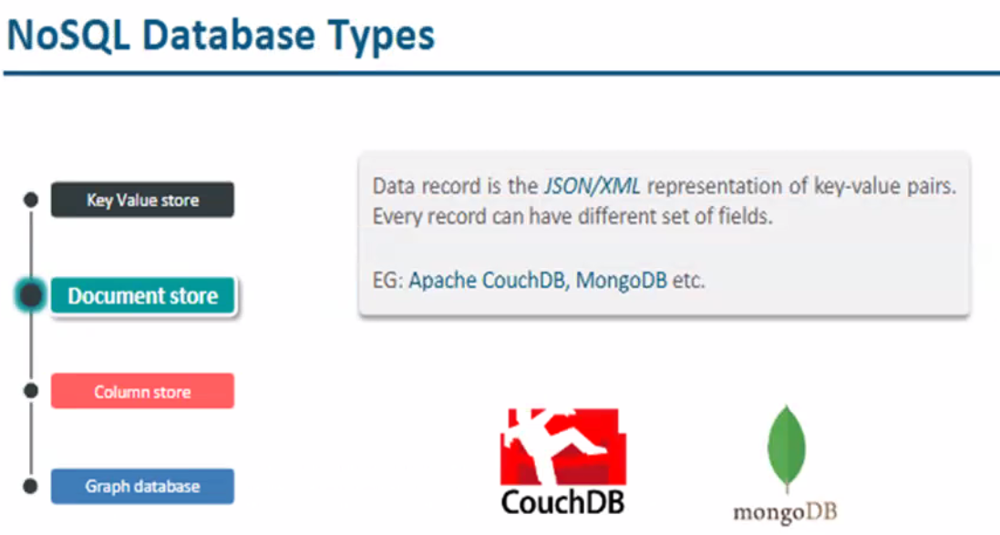 NoSQL Database Types
Key Value store
Document store
Column store
Graph database
Data record is the JSON/XML representation of key-value pairs.
Every record can have different set of fields.
EG: Apache CouchDB, MongoDB etc.
CouchDB
mongoDB